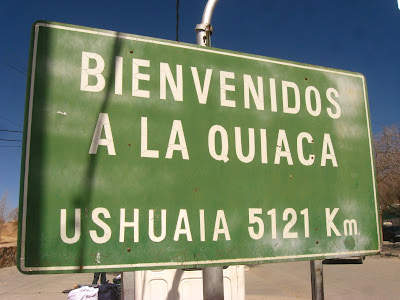 BIENVENIDOS
A LA QUIACA
USHUAIA 5121 Km.